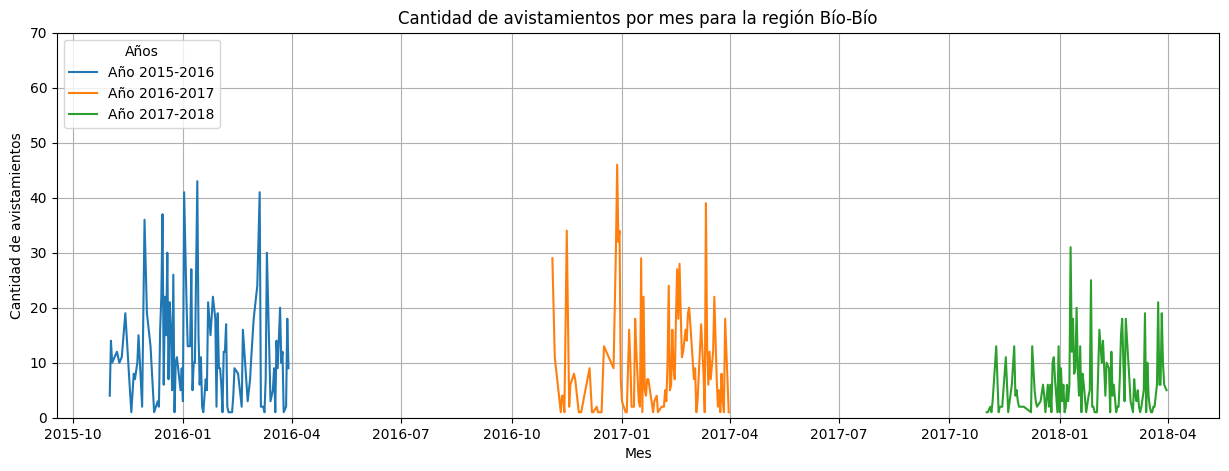 Cantidad de avistamientos por mes para la región Bío-Bío
Cantidad de avistamientos
70
60
50
40
30
20
10
0
Años
Año 2015-2016
Año 2016-2017
Año 2017-2018
2015-10 2016-01 2016-04 2016-07 2016-10 2017-01 2017-04 2017-07 2017-10 2018-01 2018-04
Mes